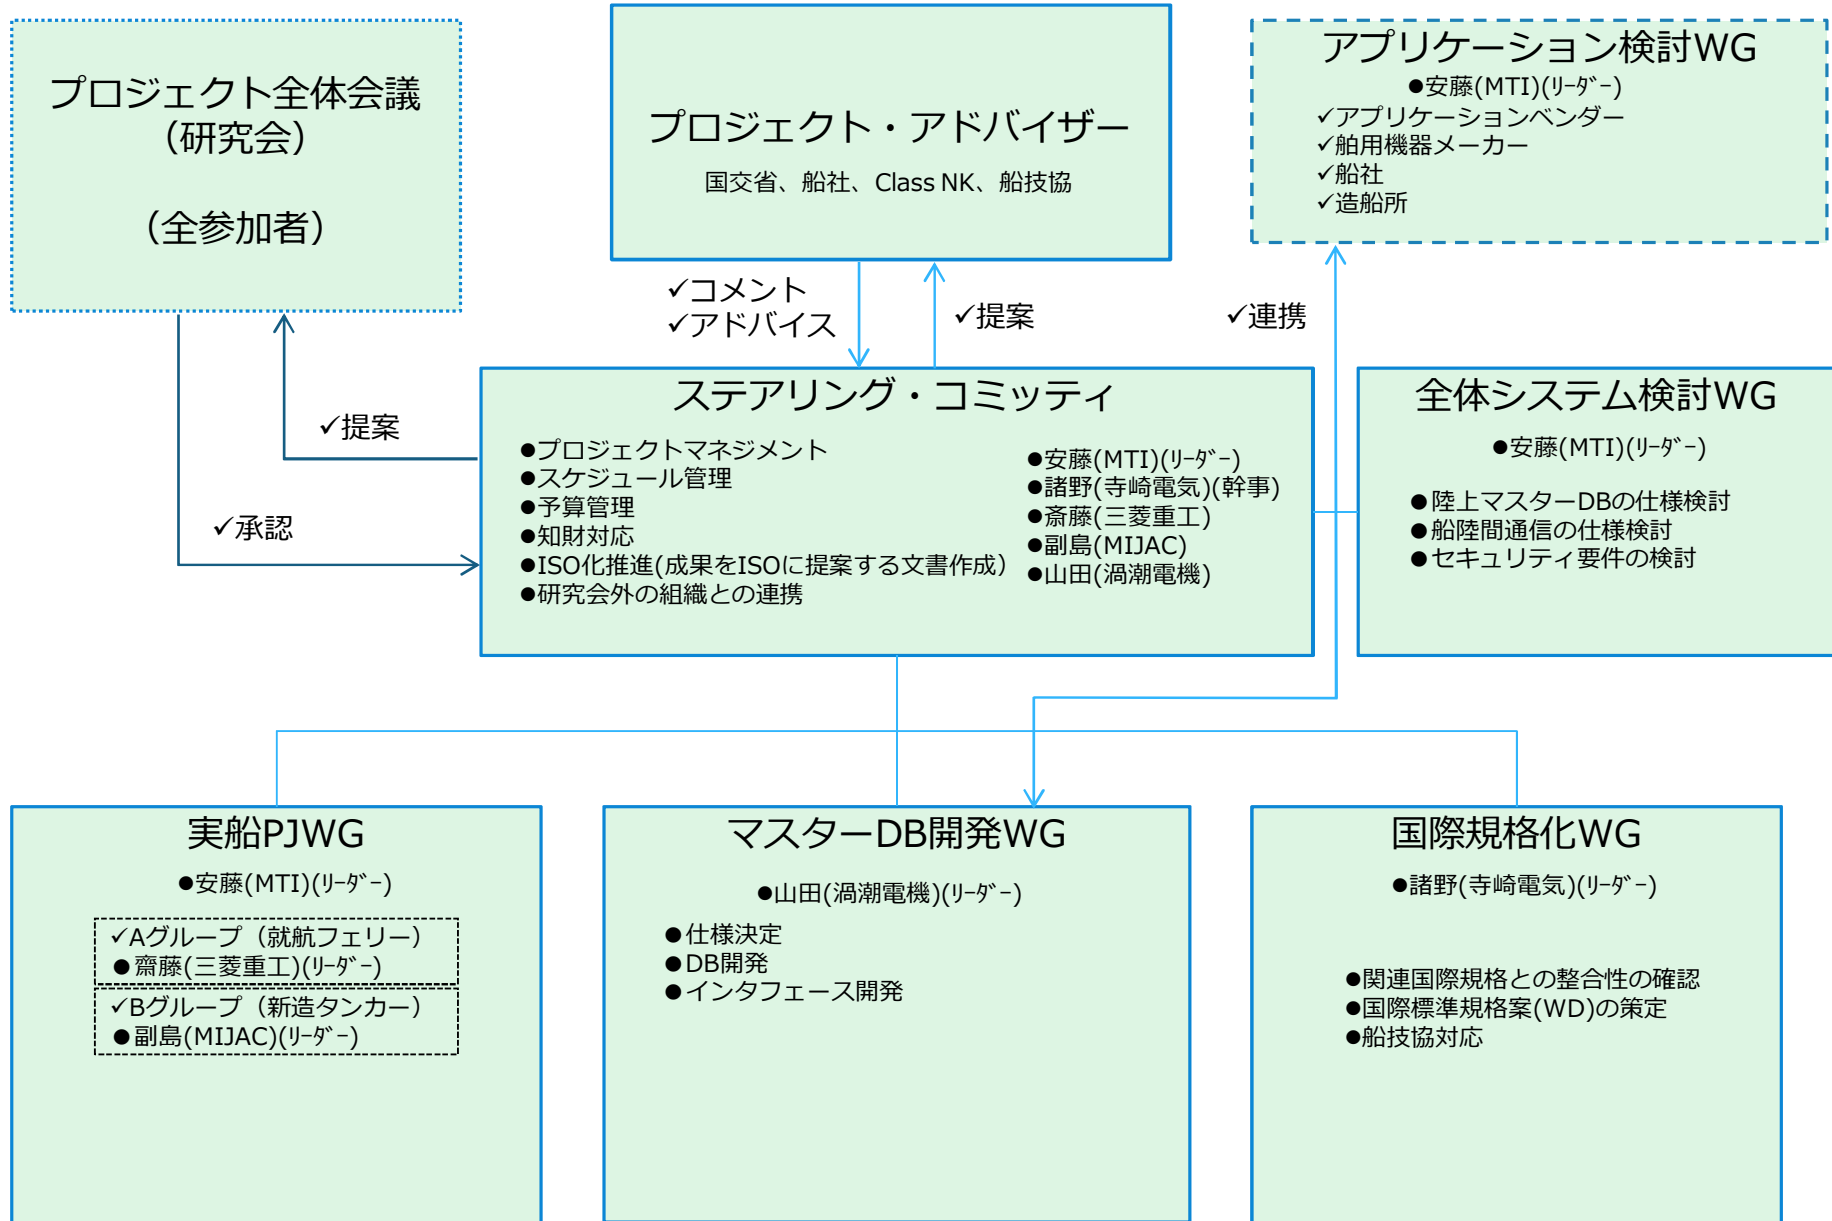 プロジェクト全体会議
（研究会）
（全参加者）
プロジェクト・アドバイザー
国交省、船社、Class NK、船技協
アプリケーション検討WG
●安藤(MTI)(ﾘｰﾀﾞｰ)
✓アプリケーションベンダー
✓舶用機器メーカー
✓船社
✓造船所
✓コメント
✓アドバイス
✓提案
✓連携
✓提案
✓承認
ステアリング・コミッティ
●プロジェクトマネジメント
●スケジュール管理
●予算管理
●知財対応
●ISO化推進(成果をISOに提案する文書作成）
●研究会外の組織との連携
●安藤(MTI)(ﾘｰﾀﾞｰ)
●諸野(寺崎電気)(幹事)
●斎藤(三菱重工)
●副島(MIJAC)
●山田(渦潮電機)
全体システム検討WG
●安藤(MTI)(ﾘｰﾀﾞｰ)
●陸上マスターDBの仕様検討
●船陸間通信の仕様検討
●セキュリティ要件の検討
実船PJWG
●安藤(MTI)(ﾘｰﾀﾞｰ)
✓Aグループ（就航フェリー）
●齋藤(三菱重工)(ﾘｰﾀﾞｰ)
✓Bグループ（新造タンカー）
●副島(MIJAC)(ﾘｰﾀﾞｰ)
マスターDB開発WG
●山田(渦潮電機)(ﾘｰﾀﾞｰ)
●仕様決定
●DB開発
●インタフェース開発
国際規格化WG
●諸野(寺崎電気)(ﾘｰﾀﾞｰ)
●関連国際規格との整合性の確認
●国際標準規格案(WD)の策定
●船技協対応